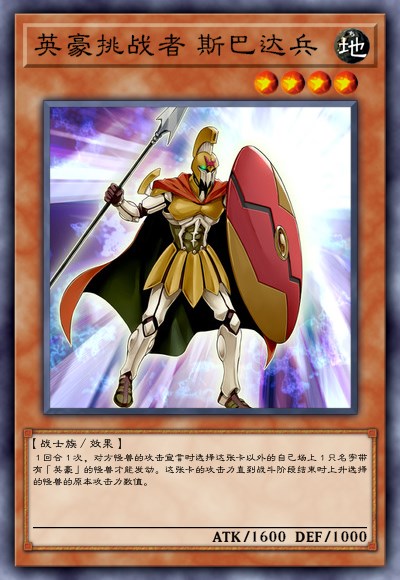 英豪挑战者 斯巴达兵 地
【战士族／效果】
1回合1次，对方怪兽的攻击宣言时选择这张卡以外的自己场上1只名字带
有「英豪」的怪兽才能发动。这张卡的攻击力直到战斗阶段结束时上升选择
的怪兽的原本攻击力数值。
ATK/1600 DEF/1000